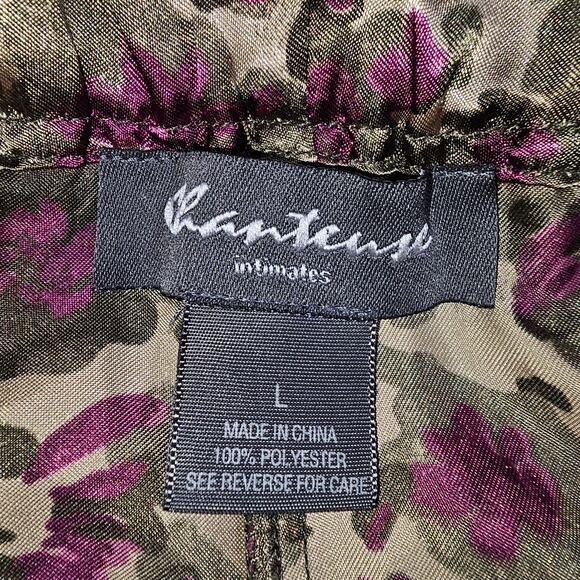 Chanteuse
intimates
L
MADE IN CHINA
100% POLYESTER
SEE REVERSE FOR CARE